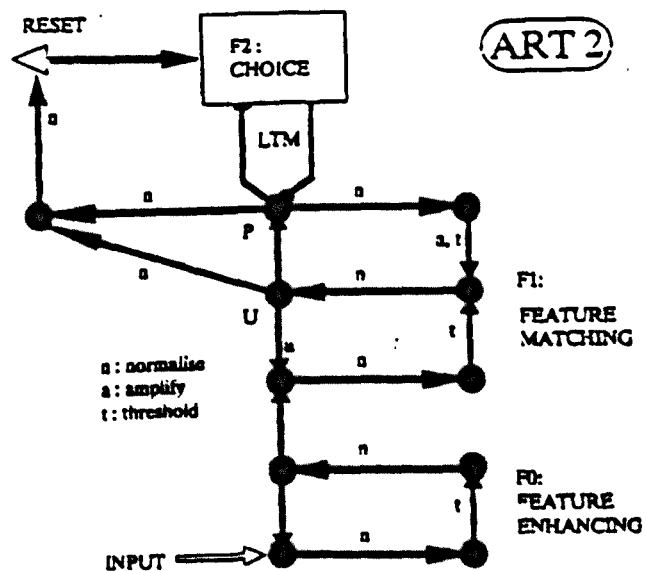 RESET
F2:
CHOICE
ART 2
LTM
n
n
n
P
a, t
n
n
F1:
U
FEATURE
MATCHING
t
a
n
n : normalise
a : amplify
t : threshold
n
F0:
FEATURE
ENHANCING
t
n
INPUT